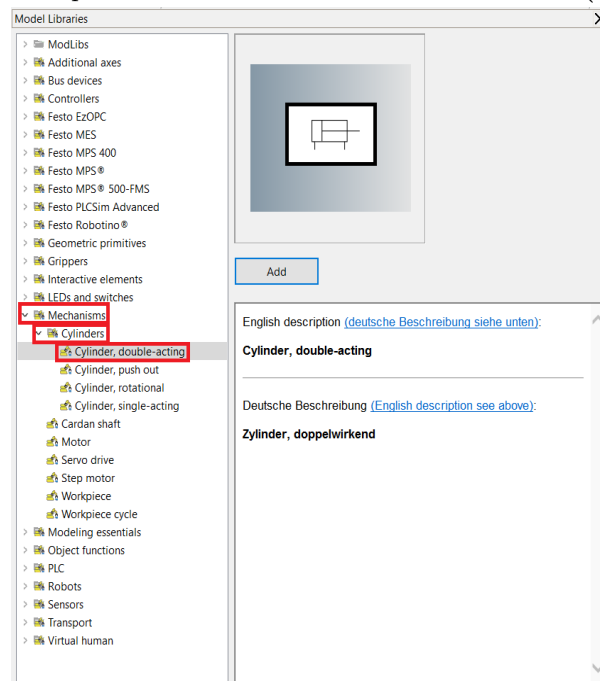 Model Libraries
ModLibs
Additional axes
Bus devices
Controllers
Festo EzOPC
Festo MES
Festo MPS 400
Festo MPS®
Festo MPS® 500-FMS
Festo PLCSim Advanced
Festo Robotino®
Geometric primitives
Grippers
Interactive elements
LEDs and switches
Mechanisms
Cylinders
Cylinder, double-acting
Cylinder, push out
Cylinder, rotational
Cylinder, single-acting
Cardan shaft
Motor
Servo drive
Step motor
Workpiece
Workpiece cycle
Modeling essentials
Object functions
PLC
Robots
Sensors
Transport
Virtual human
Add
English description (deutsche Beschreibung siehe unten):
Cylinder, double-acting
Deutsche Beschreibung (English description see above):
Zylinder, doppelwirkend